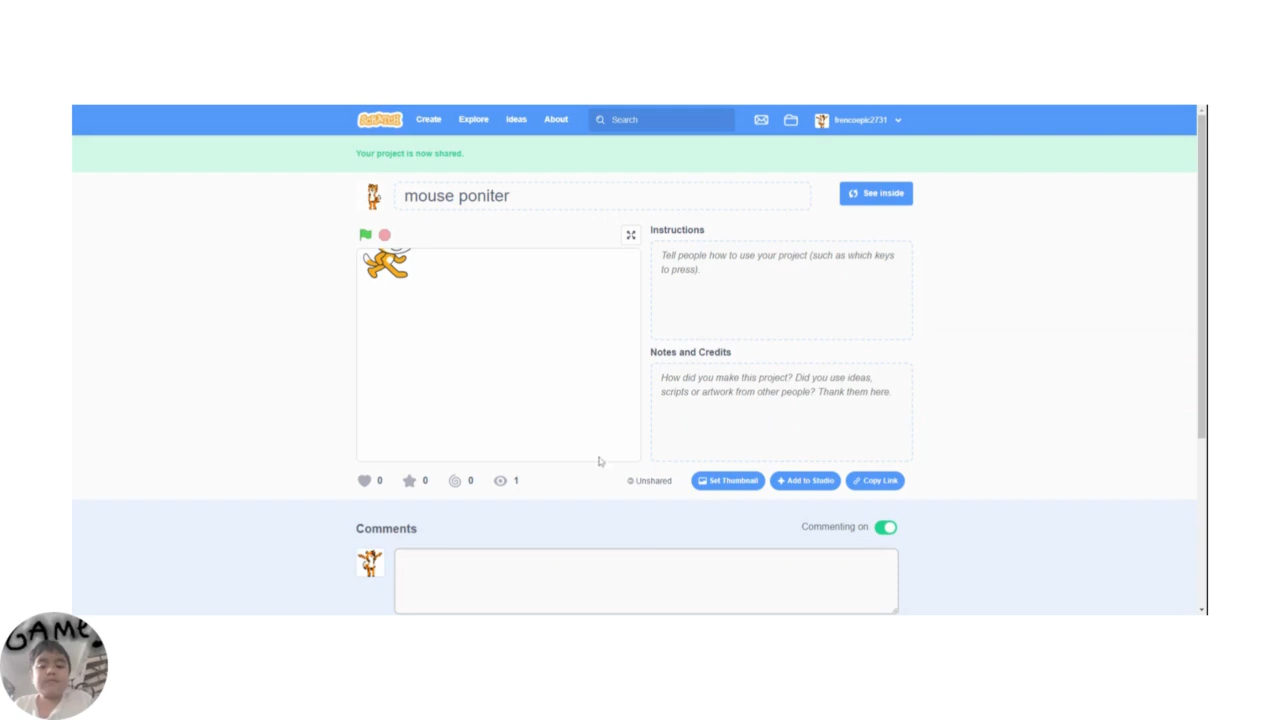 SCRATCH
Create
Explore
Ideas
About
Search
frencoepic2731
Your project is now shared.
mouse poniter
See inside
Instructions
Tell people how to use your project (such as which keys
to press).
Notes and Credits
How did you make this project? Did you use ideas,
scripts or artwork from other people? Thank them here.
0
0
0
1
Unshared
Set Thumbnail
Add to Studio
Copy Link
Comments
Commenting on
GAMES